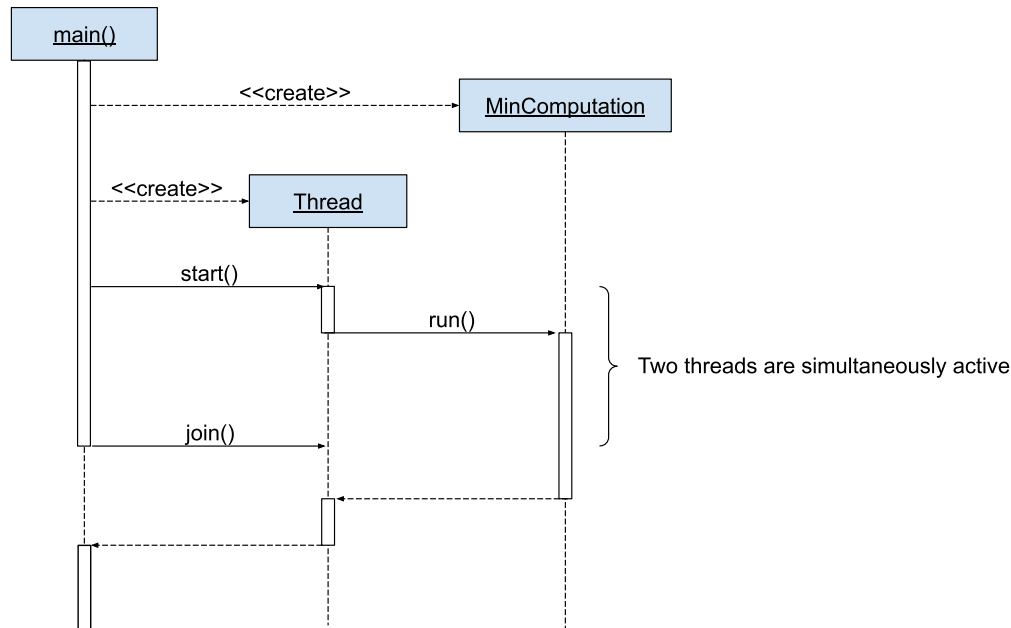 main()
<<create>>
MinComputation
<<create>>
Thread
start()
run()
Two threads are simultaneously active
join()